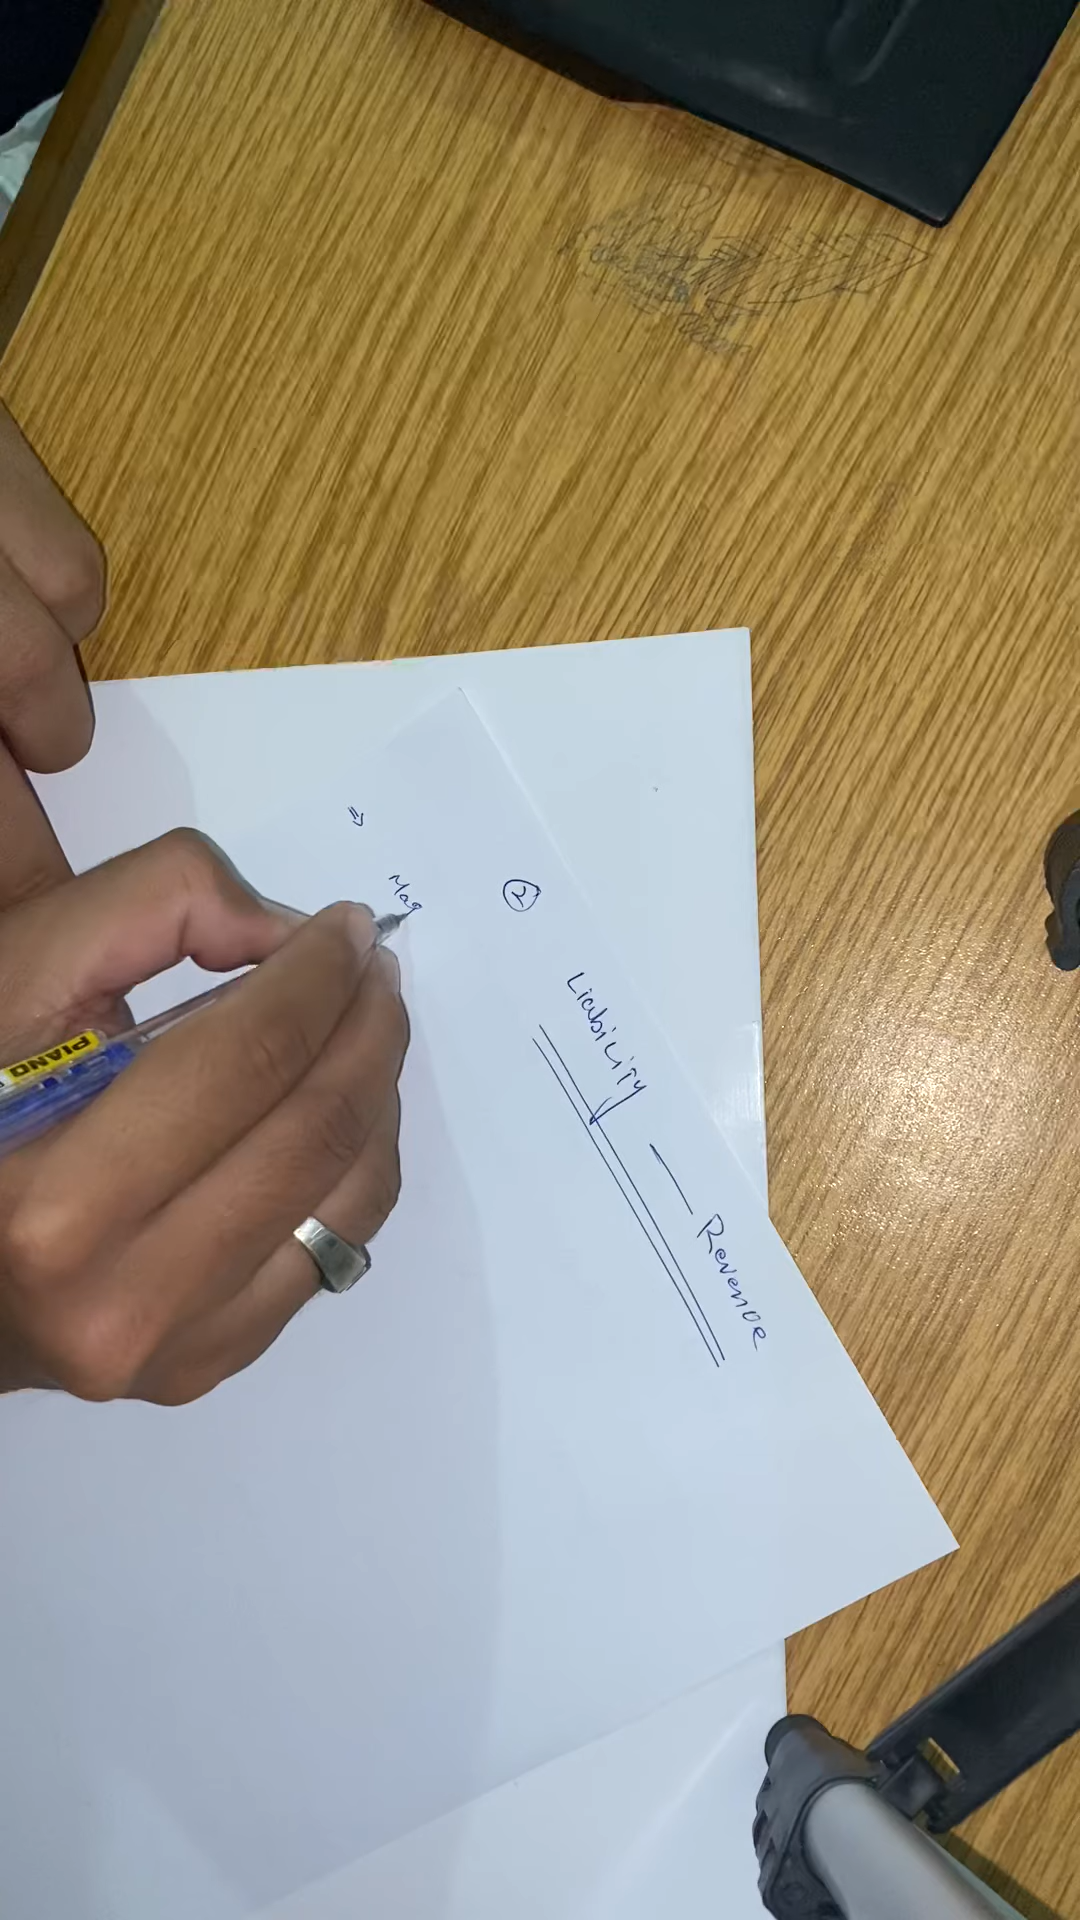 ② Liability — Revenue
⇒ Mag
PIANO